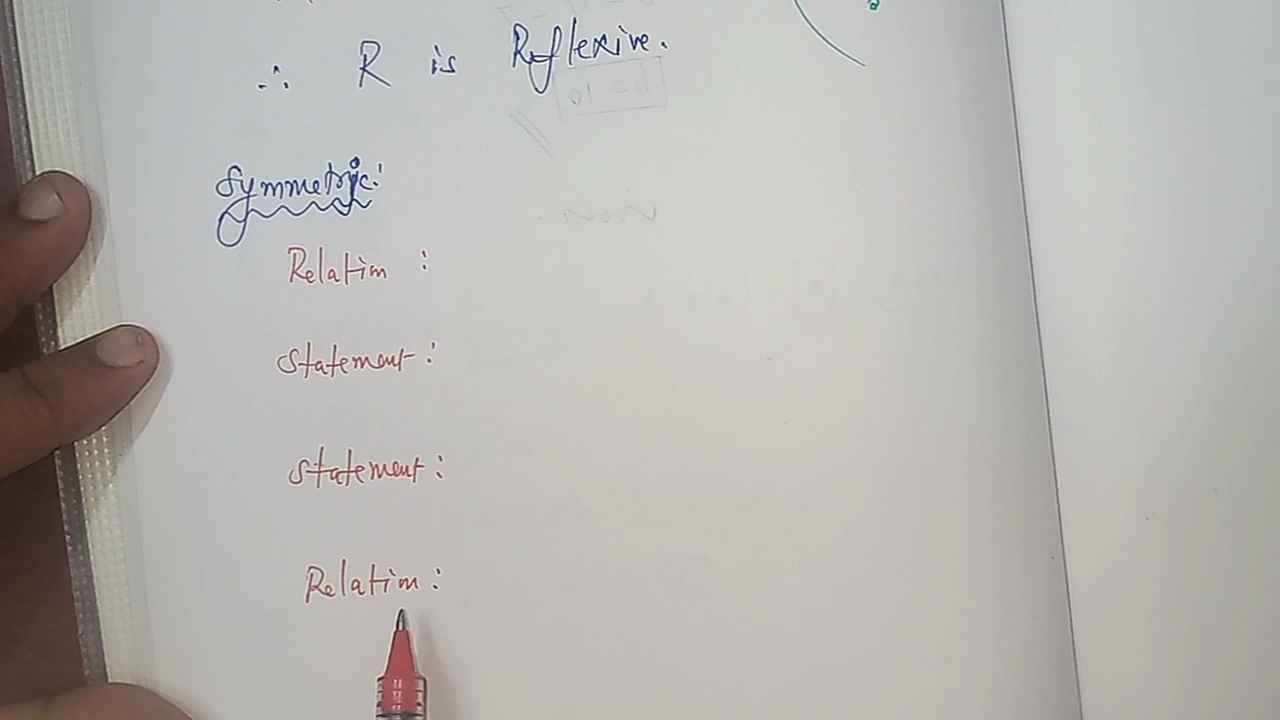 ∴ R is Reflexive.
Symmetric:
Relation :
Statement :
Statement :
Relation :